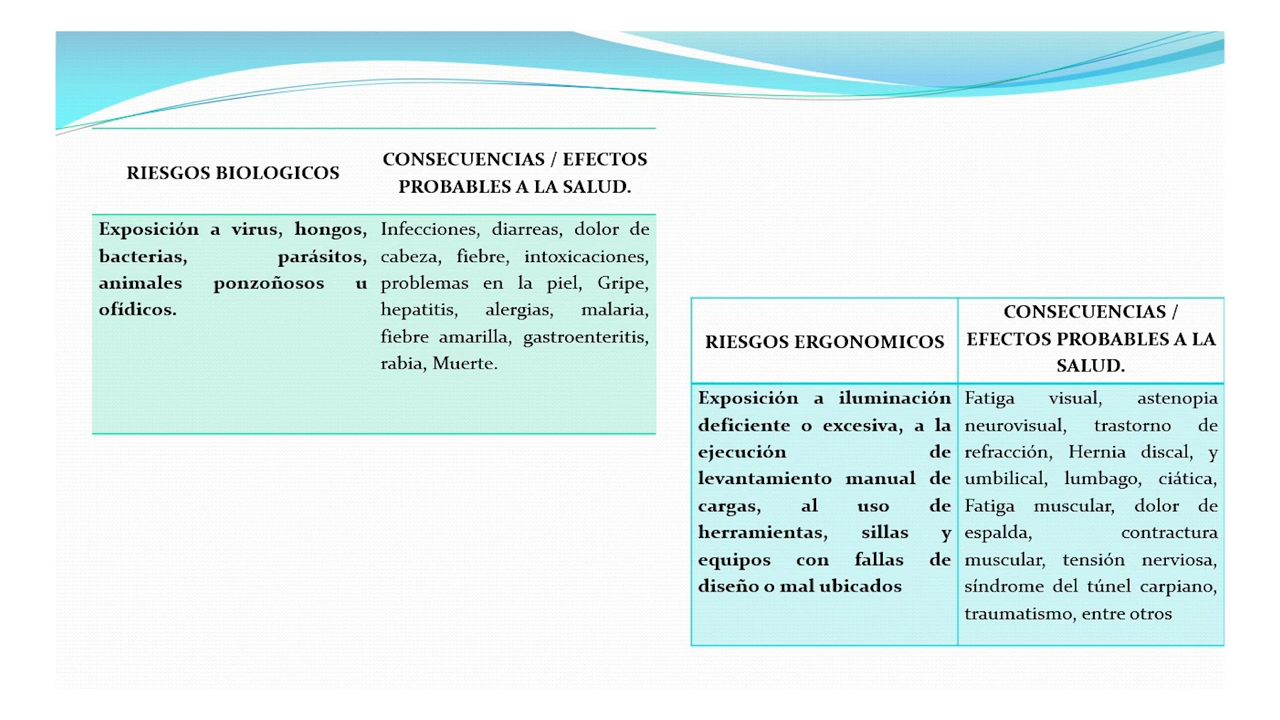 RIESGOS BIOLOGICOS
CONSECUENCIAS / EFECTOS
PROBABLES A LA SALUD.
Exposición a virus, hongos,
bacterias, parásitos,
animales ponzoñosos u
ofídicos.
Infecciones, diarreas, dolor de
cabeza, fiebre, intoxicaciones,
problemas en la piel, Gripe,
hepatitis, alergias, malaria,
fiebre amarilla, gastroenteritis,
rabia, Muerte.
RIESGOS ERGONOMICOS
CONSECUENCIAS /
EFECTOS PROBABLES A LA
SALUD.
Exposición a iluminación
deficiente o excesiva, a la
ejecución de
levantamiento manual de
cargas, al uso de
herramientas, sillas y
equipos con fallas de
diseño o mal ubicados
Fatiga visual, astenopia
neurovisual, trastorno de
refracción, Hernia discal, y
umbilical, lumbago, ciática,
Fatiga muscular, dolor de
espalda, contractura
muscular, tensión nerviosa,
síndrome del túnel carpiano,
traumatismo, entre otros